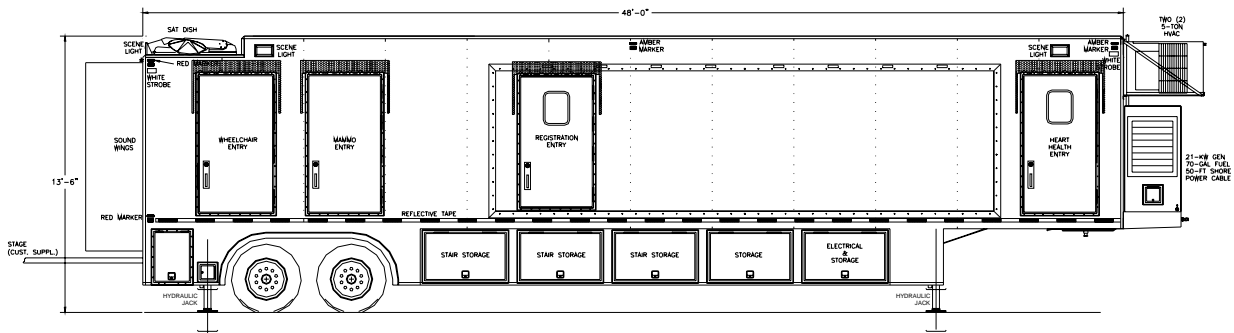 48'-0"
SAT DISH
SCENE
LIGHT
SCENE
LIGHT
AMBER
MARKER
SCENE
LIGHT
AMBER
MARKER
TWO (2)
5-TON
HVAC
RED MARKER
WHITE
STROBE
WHITE
STROBE
SOUND
WINGS
WHEELCHAIR
ENTRY
MAMMO
ENTRY
REGISTRATION
ENTRY
HEART
HEALTH
ENTRY
21-KW GEN
70-GAL FUEL
50-FT SHORE
POWER CABLE
13'-6"
RED MARKER
REFLECTIVE TAPE
STAGE
(CUST. SUPPL.)
STAIR STORAGE
STAIR STORAGE
STAIR STORAGE
STORAGE
ELECTRICAL
&
STORAGE
HYDRAULIC
JACK
HYDRAULIC
JACK